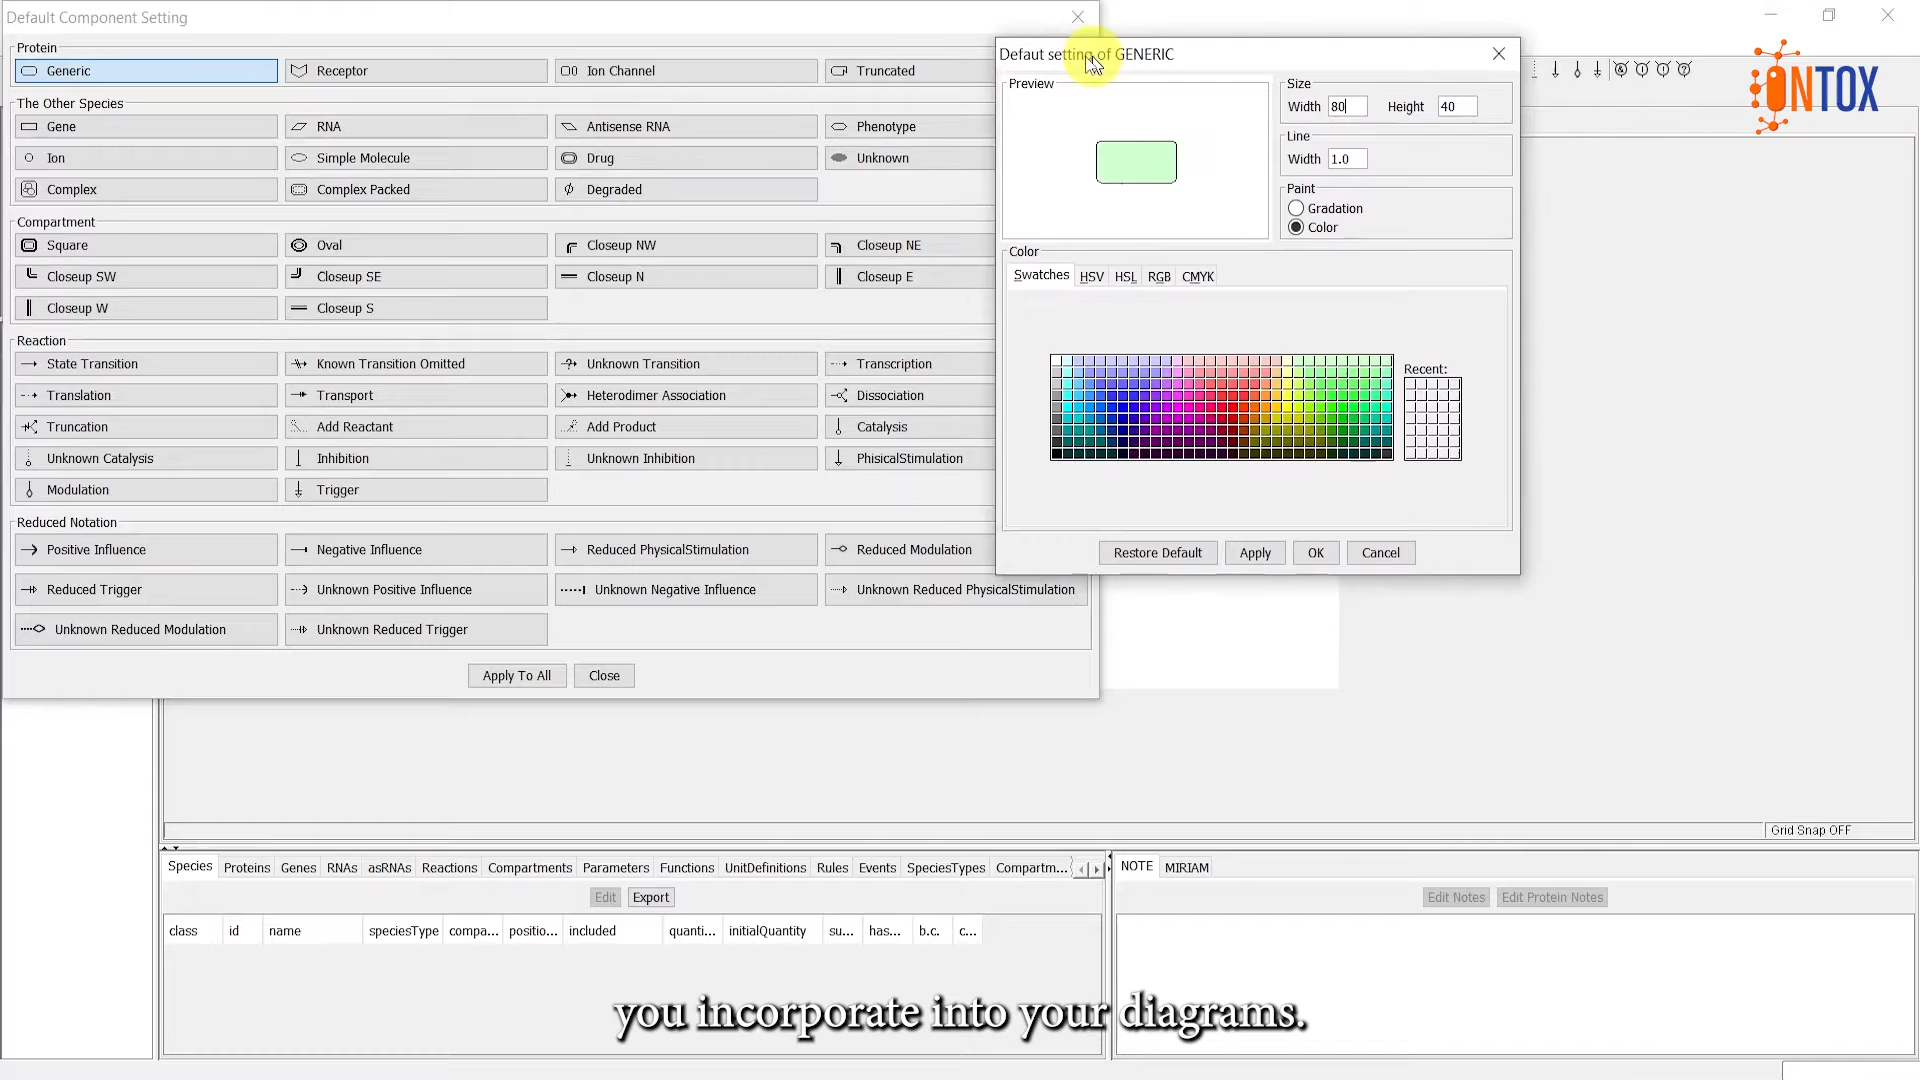 Default Component Setting
Protein
Generic
Receptor
Ion Channel
Truncated
The Other Species
Gene
RNA
Antisense RNA
Phenotype
Ion
Simple Molecule
Drug
Unknown
Complex
Complex Packed
Degraded
Compartment
Square
Oval
Closeup NW
Closeup NE
Closeup SW
Closeup SE
Closeup N
Closeup E
Closeup W
Closeup S
Reaction
State Transition
Known Transition Omitted
Unknown Transition
Transcription
Translation
Transport
Heterodimer Association
Dissociation
Truncation
Add Reactant
Add Product
Catalysis
Unknown Catalysis
Inhibition
Unknown Inhibition
PhisicalStimulation
Modulation
Trigger
Reduced Notation
Positive Influence
Negative Influence
Reduced PhysicalStimulation
Reduced Modulation
Reduced Trigger
Unknown Positive Influence
Unknown Negative Influence
Unknown Reduced PhysicalStimulation
Unknown Reduced Modulation
Unknown Reduced Trigger
Apply To All
Close
Defaut setting of GENERIC
Preview
Size
Width 80 Height 40
Line
Width 1.0
Paint
Gradation
Color
Color
Swatches HSV HSL RGB CMYK
Recent:
Restore Default
Apply
OK
Cancel
ONTOX
Grid Snap OFF
Species Proteins Genes RNAs asRNAs Reactions Compartments Parameters Functions UnitDefinitions Rules Events SpeciesTypes Compartm...
Edit Export
class id name speciesType compa... positio... included quanti... initialQuantity su... has... b.c. c...
NOTE MIRIAM
Edit Notes Edit Protein Notes
you incorporate into your diagrams.